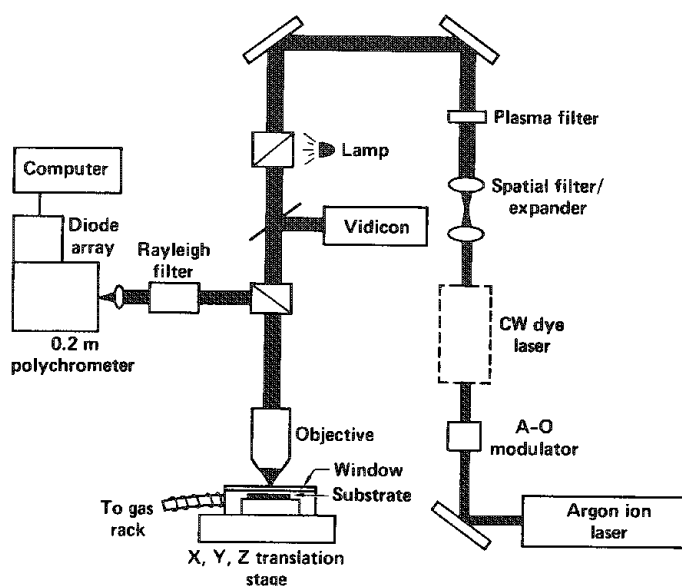 Plasma filter
Lamp
Computer
Spatial filter/
expander
Diode
array
Vidicon
Rayleigh
filter
CW dye
laser
0.2 m
polychrometer
Objective
A-O
modulator
Window
Substrate
To gas
rack
Argon ion
laser
X, Y, Z translation
stage